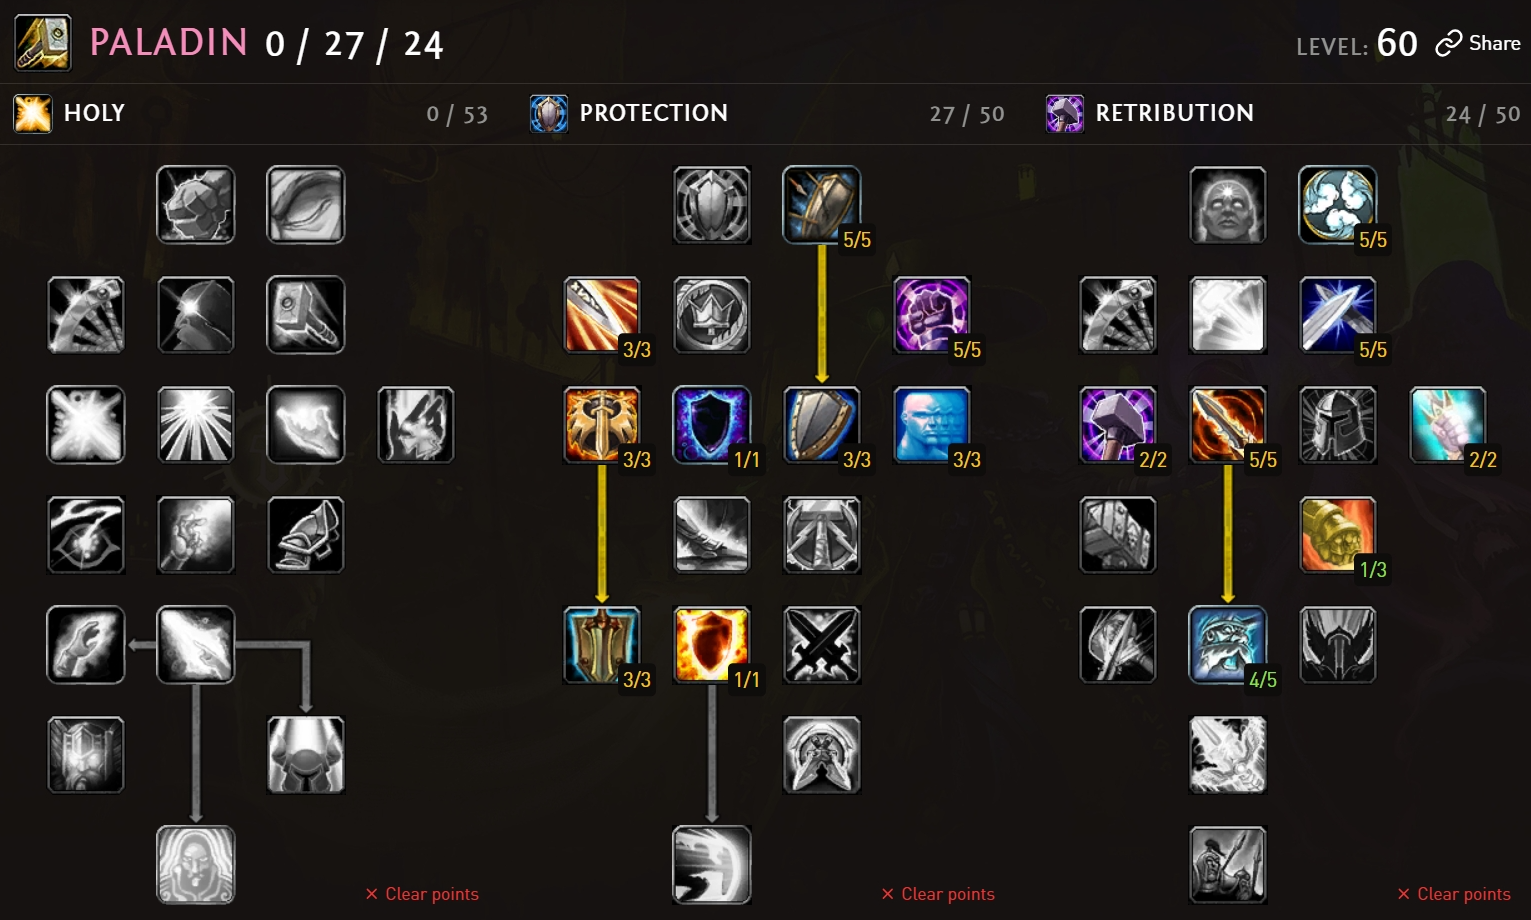 PALADIN 0 / 27 / 24
LEVEL: 60 Share
HOLY 0 / 53
PROTECTION 27 / 50
RETRIBUTION 24 / 50
5/5 5/5
3/3 5/5 5/5
3/3 1/1 3/3 3/3 2/2 5/5 2/2
1/3
3/3 1/1 4/5
× Clear points × Clear points × Clear points